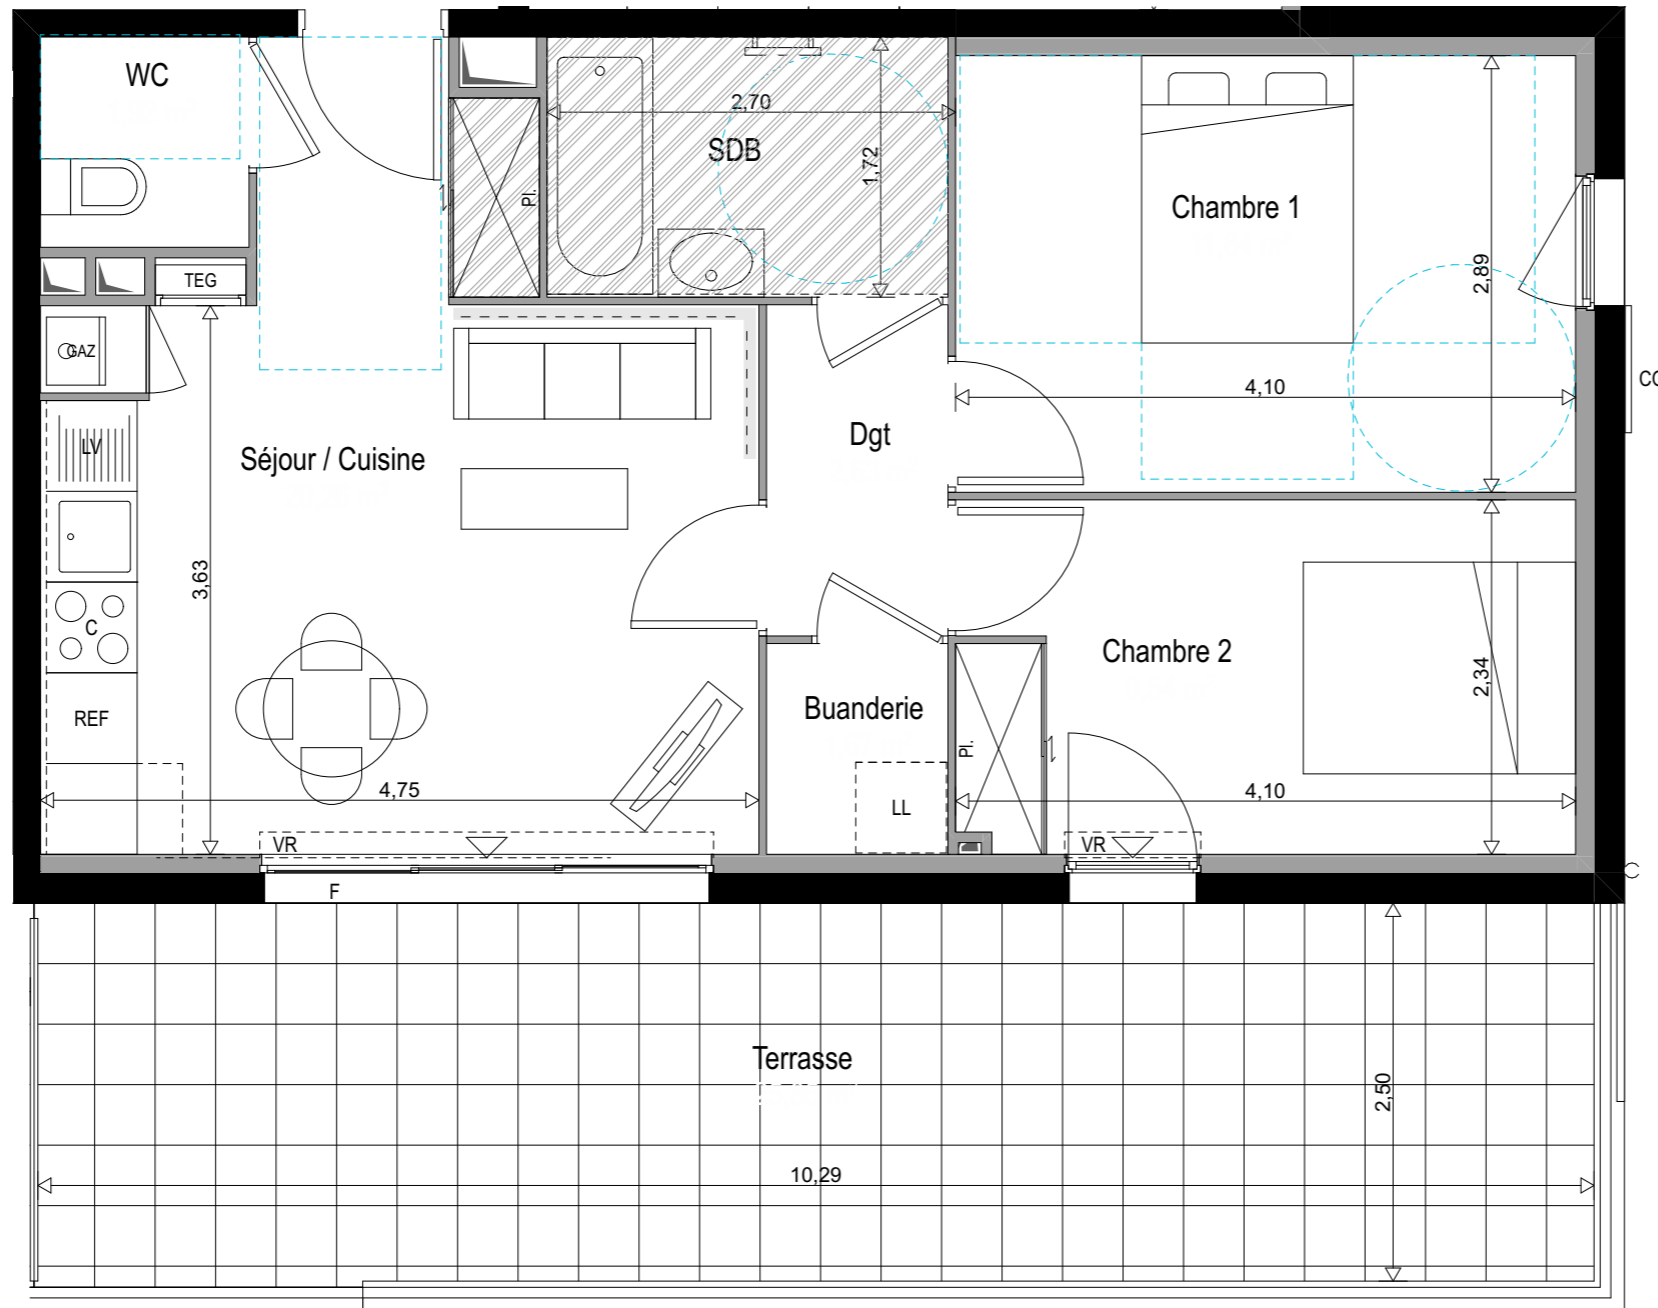 WC
2,70
SDB
1,72
Pl.
Chambre 1
2,89
TEG
GAZ
4,10
LV
Séjour / Cuisine
Dgt
3,63
C
Chambre 2
2,34
REF
Buanderie
Pl.
4,75
LL
4,10
VR
VR
F
Terrasse
2,50
10,29